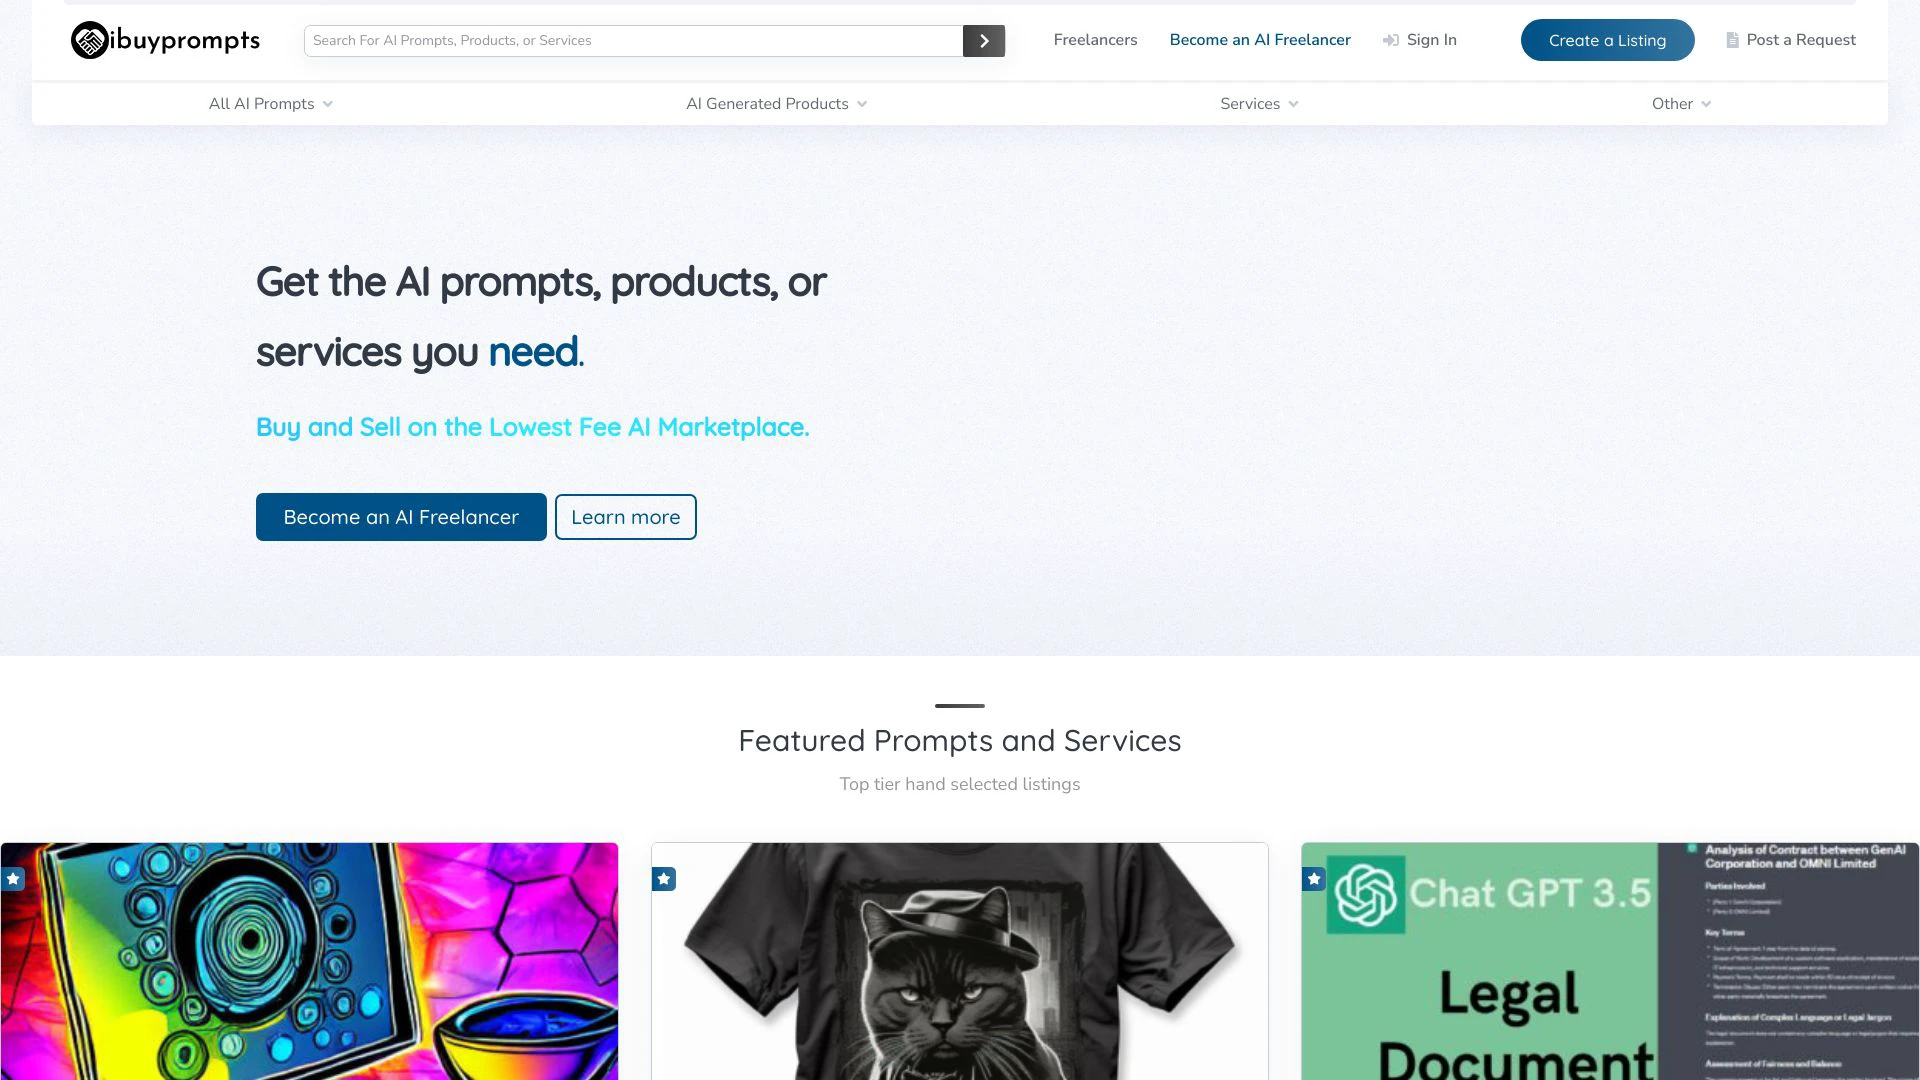 ibuyprompts
Search For AI Prompts, Products, or Services
Freelancers
Become an AI Freelancer
Sign In
Create a Listing
Post a Request
All AI Prompts
AI Generated Products
Services
Other
Get the AI prompts, products, or
services you need.
Buy and Sell on the Lowest Fee AI Marketplace.
Become an AI Freelancer
Learn more
Featured Prompts and Services
Top tier hand selected listings
Chat GPT 3.5
Legal
Document
Analysis of Contract between GenAI
Corporation and OMNI Limited
Parties Involved
Key Terms
Explanation of Complex Language or Legal Jargon
Assessment of Fairness and Balance